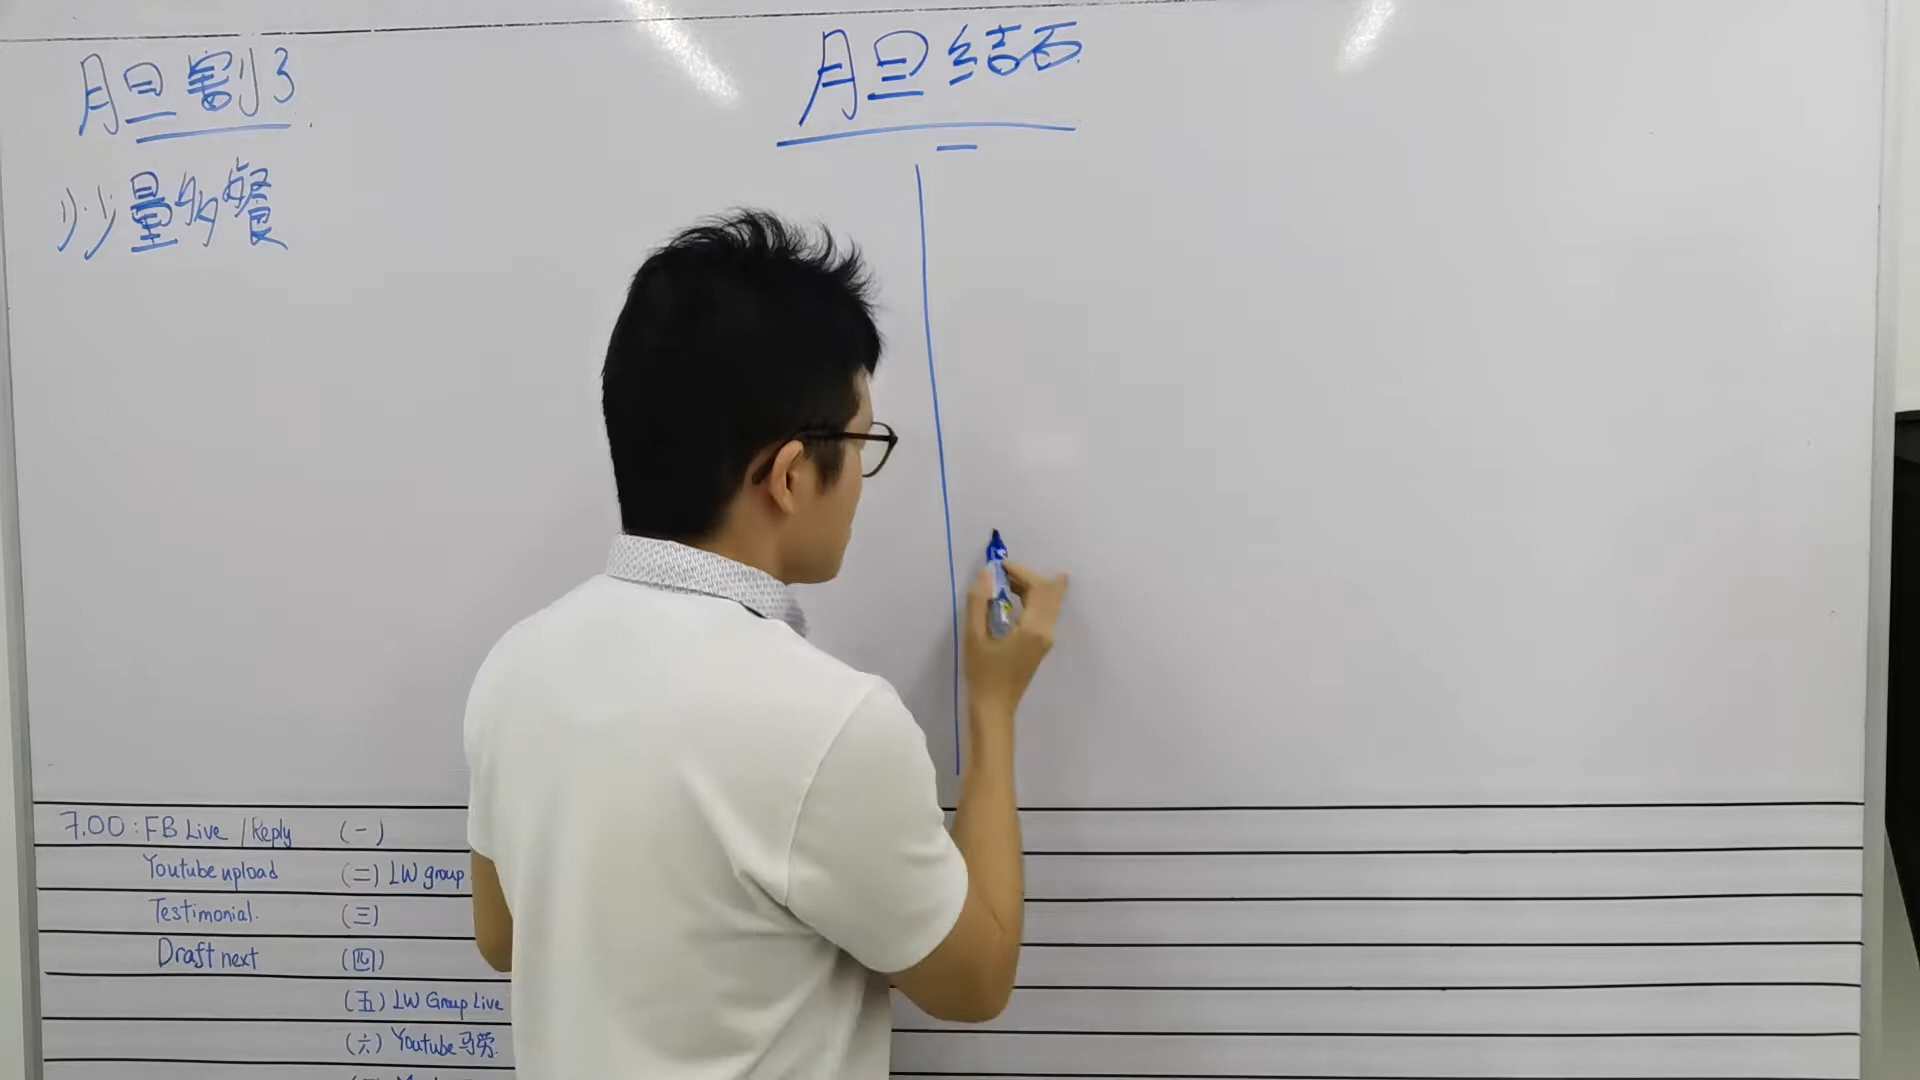 胆割了
少量多餐
胆结石
7.00 : FB Live / Reply (一)
Youtube upload (二) LW group
Testimonial. (三)
Draft next (四)
(五) LW Group Live
(六) Youtube